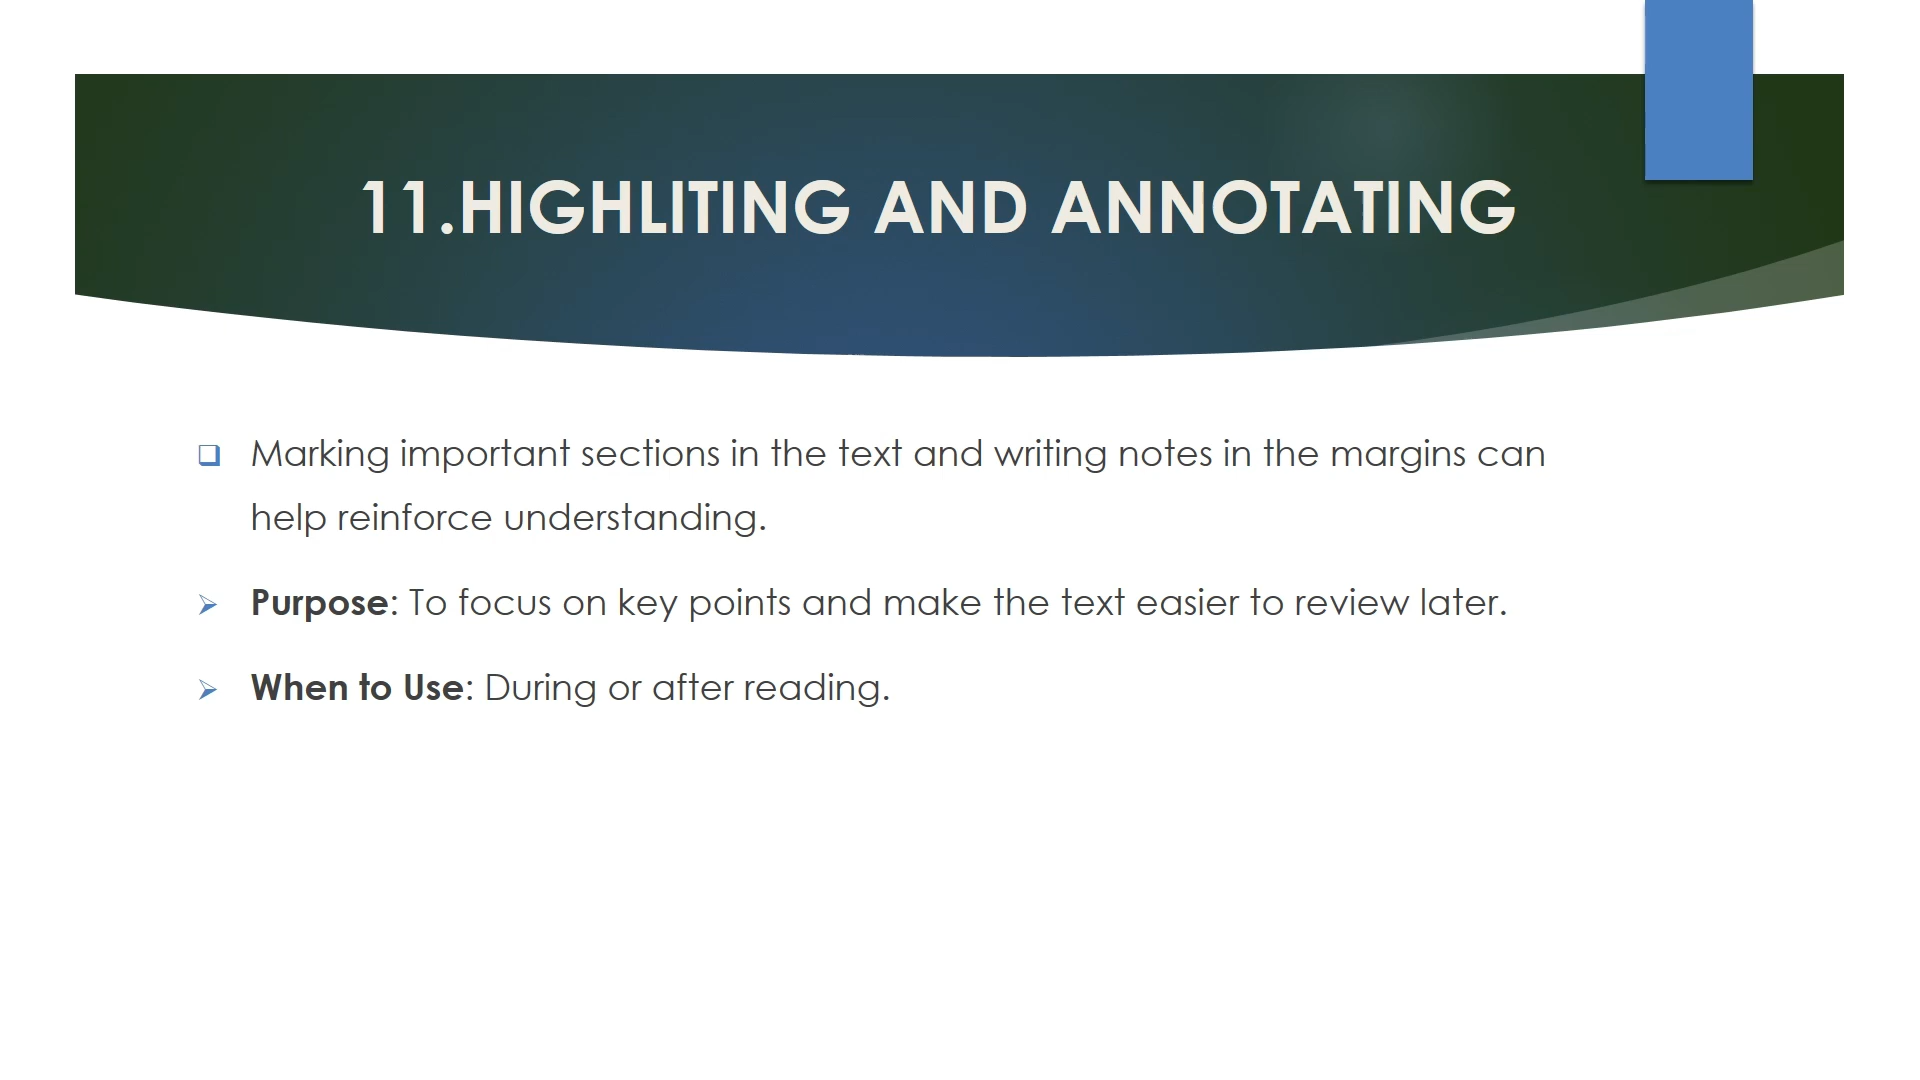 11.HIGHLITING AND ANNOTATING
Marking important sections in the text and writing notes in the margins can
help reinforce understanding.
Purpose: To focus on key points and make the text easier to review later.
When to Use: During or after reading.